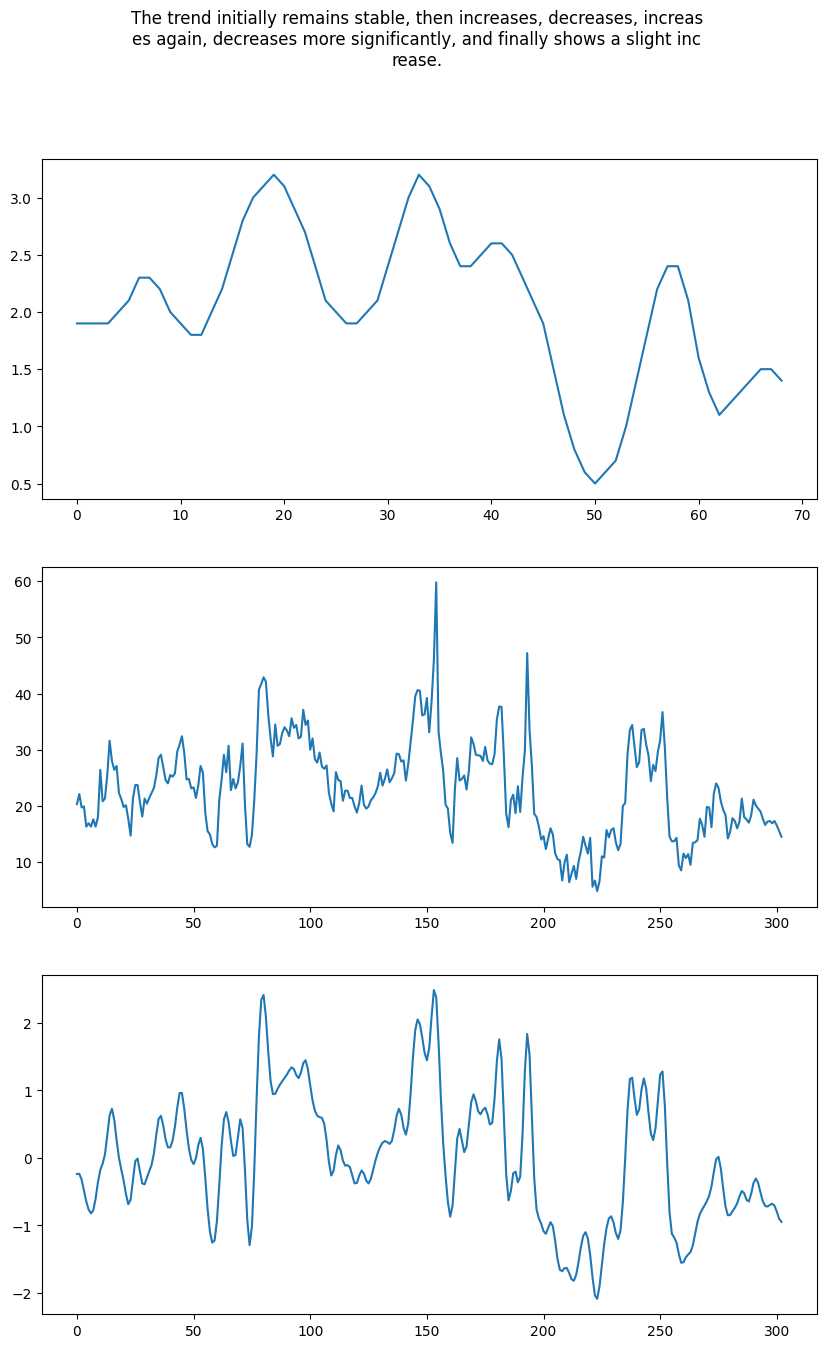 The trend initially remains stable, then increases, decreases, increas
es again, decreases more significantly, and finally shows a slight inc
rease.
3.0
2.5
2.0
1.5
1.0
0.5
0 10 20 30 40 50 60 70
60
50
40
30
20
10
0 50 100 150 200 250 300
2
1
0
−1
−2
0 50 100 150 200 250 300